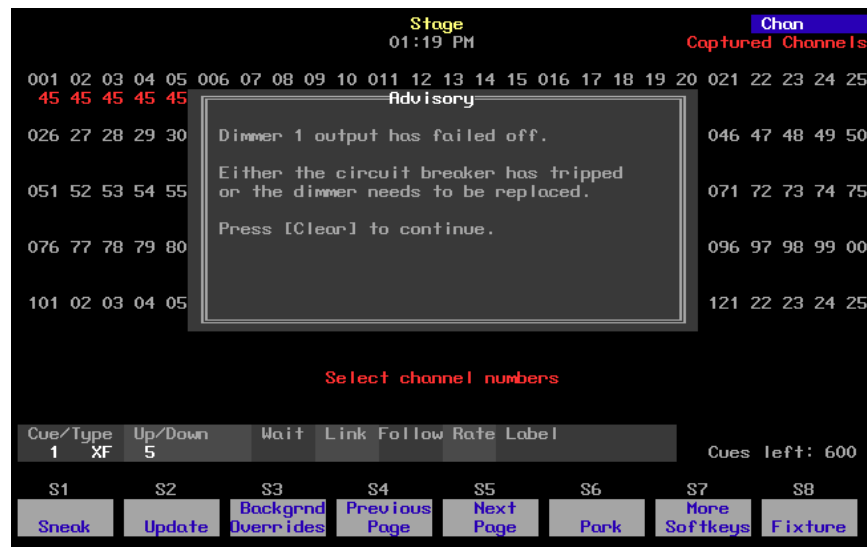 Stage Chan
01:19 PM Captured Channels
001 02 03 04 05 006 07 08 09 10 011 12 13 14 15 016 17 18 19 20 021 22 23 24 25
45 45 45 45 45
Advisory
026 27 28 29 30 046 47 48 49 50
Dimmer 1 output has failed off.
Either the circuit breaker has tripped
051 52 53 54 55 071 72 73 74 75
or the dimmer needs to be replaced.
Press [Clear] to continue.
076 77 78 79 80 096 97 98 99 00
101 02 03 04 05 121 22 23 24 25
Select channel numbers
Cue/Type Up/Down Wait Link Follow Rate Label
1 XF 5 Cues left: 600
S1 S2 S3 S4 S5 S6 S7 S8
Backgrnd Previous Next More
Sneak Update Overrides Page Page Park Softkeys Fixture